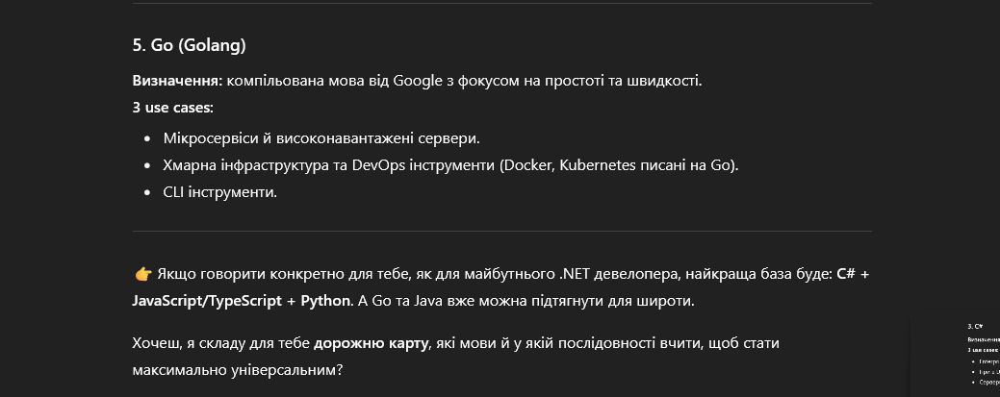 5. Go (Golang)
Визначення: компільована мова від Google з фокусом на простоті та швидкості.
3 use cases:
Мікросервіси й високонавантажені сервери.
Хмарна інфраструктура та DevOps інструменти (Docker, Kubernetes писані на Go).
CLI інструменти.
👉 Якщо говорити конкретно для тебе, як для майбутнього .NET девелопера, найкраща база буде: C# +
JavaScript/TypeScript + Python. А Go та Java вже можна підтягнути для широти.
Хочеш, я складу для тебе дорожню карту, які мови й у якій послідовності вчити, щоб стати
максимально універсальним?
3. C#
Визначення
3 use cases: